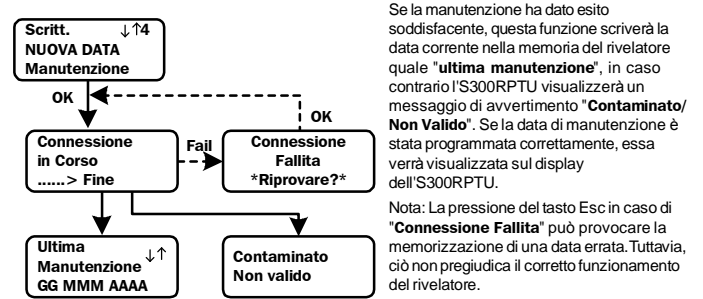 Scritt. ↓↑4
NUOVA DATA
Manutenzione
OK
OK
Connessione
in Corso
......> Fine
Fail
Connessione
Fallita
*Riprovare?*
Ultima ↓↑
Manutenzione
GG MMM AAAA
Contaminato
Non valido
Se la manutenzione ha dato esito
soddisfacente, questa funzione scriverà la
data corrente nella memoria del rivelatore
quale "ultima manutenzione", in caso
contrario l'S300RPTU visualizzerà un
messaggio di avvertimento "Contaminato/
Non Valido". Se la data di manutenzione è
stata programmata correttamente, essa
verrà visualizzata sul display
dell'S300RPTU.
Nota: La pressione del tasto Esc in caso di
"Connessione Fallita" può provocare la
memorizzazione di una data errata. Tuttavia,
ciò non pregiudica il corretto funzionamento
del rivelatore.